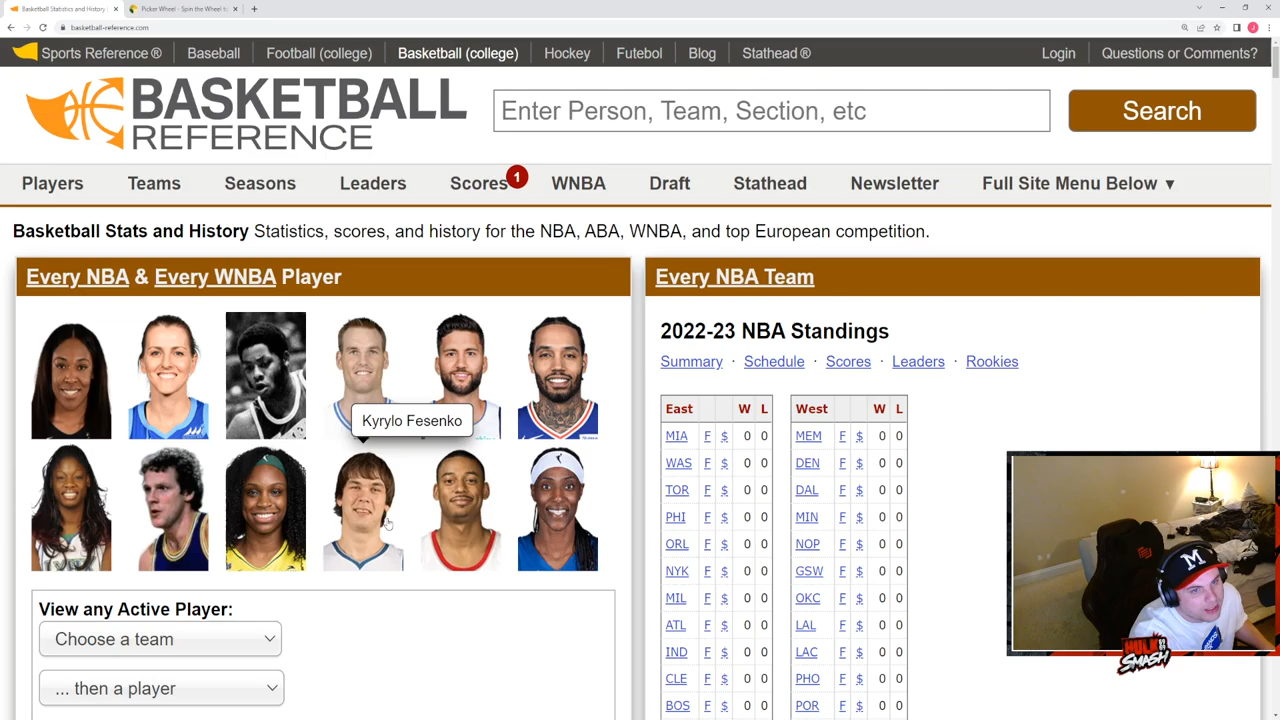 Basketball Statistics and History
Picker Wheel - Spin the Wheel to
basketball-reference.com
Sports Reference ® Baseball Football (college) Basketball (college) Hockey Futebol Blog Stathead ® Login Questions or Comments?
BASKETBALL
REFERENCE
Enter Person, Team, Section, etc
Search
Players Teams Seasons Leaders Scores 1 WNBA Draft Stathead Newsletter Full Site Menu Below ▼
Basketball Stats and History Statistics, scores, and history for the NBA, ABA, WNBA, and top European competition.
Every NBA & Every WNBA Player
Kyrylo Fesenko
View any Active Player:
Choose a team
... then a player
Every NBA Team
2022-23 NBA Standings
Summary · Schedule · Scores · Leaders · Rookies
East W L West W L
MIA F $ 0 0 MEM F $ 0 0
WAS F $ 0 0 DEN F $ 0 0
TOR F $ 0 0 DAL F $ 0 0
PHI F $ 0 0 MIN F $ 0 0
ORL F $ 0 0 NOP F $ 0 0
NYK F $ 0 0 GSW F $ 0 0
MIL F $ 0 0 OKC F $ 0 0
ATL F $ 0 0 LAL F $ 0 0
IND F $ 0 0 LAC F $ 0 0
CLE F $ 0 0 PHO F $ 0 0
BOS F $ 0 0 POR F $ 0 0
M
HULK
SMASH